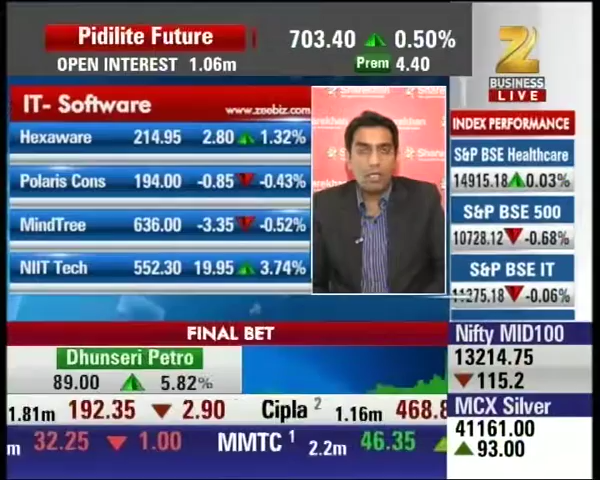 Pidilite Future 703.40 0.50%
OPEN INTEREST 1.06m Prem 4.40
Z
BUSINESS
LIVE
IT- Software www.zeebiz.com
Hexaware 214.95 2.80 1.32%
Polaris Cons 194.00 -0.85 -0.43%
MindTree 636.00 -3.35 -0.52%
NIIT Tech 552.30 19.95 3.74%
Sharekhan
INDEX PERFORMANCE
S&P BSE Healthcare
14915.18 0.03%
S&P BSE 500
10728.12 -0.68%
S&P BSE IT
11275.18 -0.06%
FINAL BET
Dhunseri Petro
89.00 5.82%
Nifty MID100
13214.75
115.2
MCX Silver
41161.00
93.00
1.81m 192.35 2.90 Cipla 2 1.16m 468.8
m 32.25 1.00 MMTC 1 2.2m 46.35